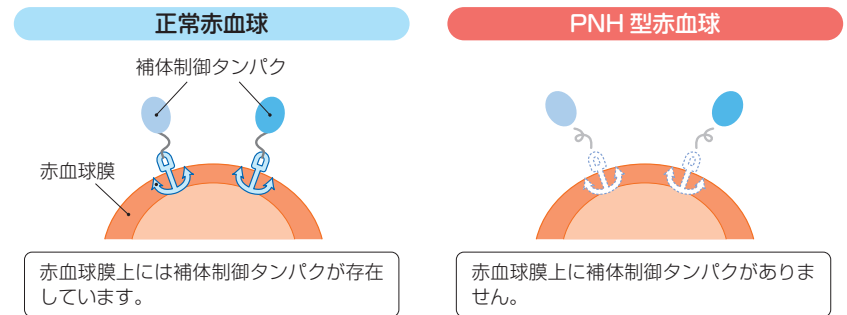 正常赤血球
補体制御タンパク
赤血球膜
赤血球膜上には補体制御タンパクが存在
しています。
PNH 型赤血球
赤血球膜上に補体制御タンパクがありま
せん。